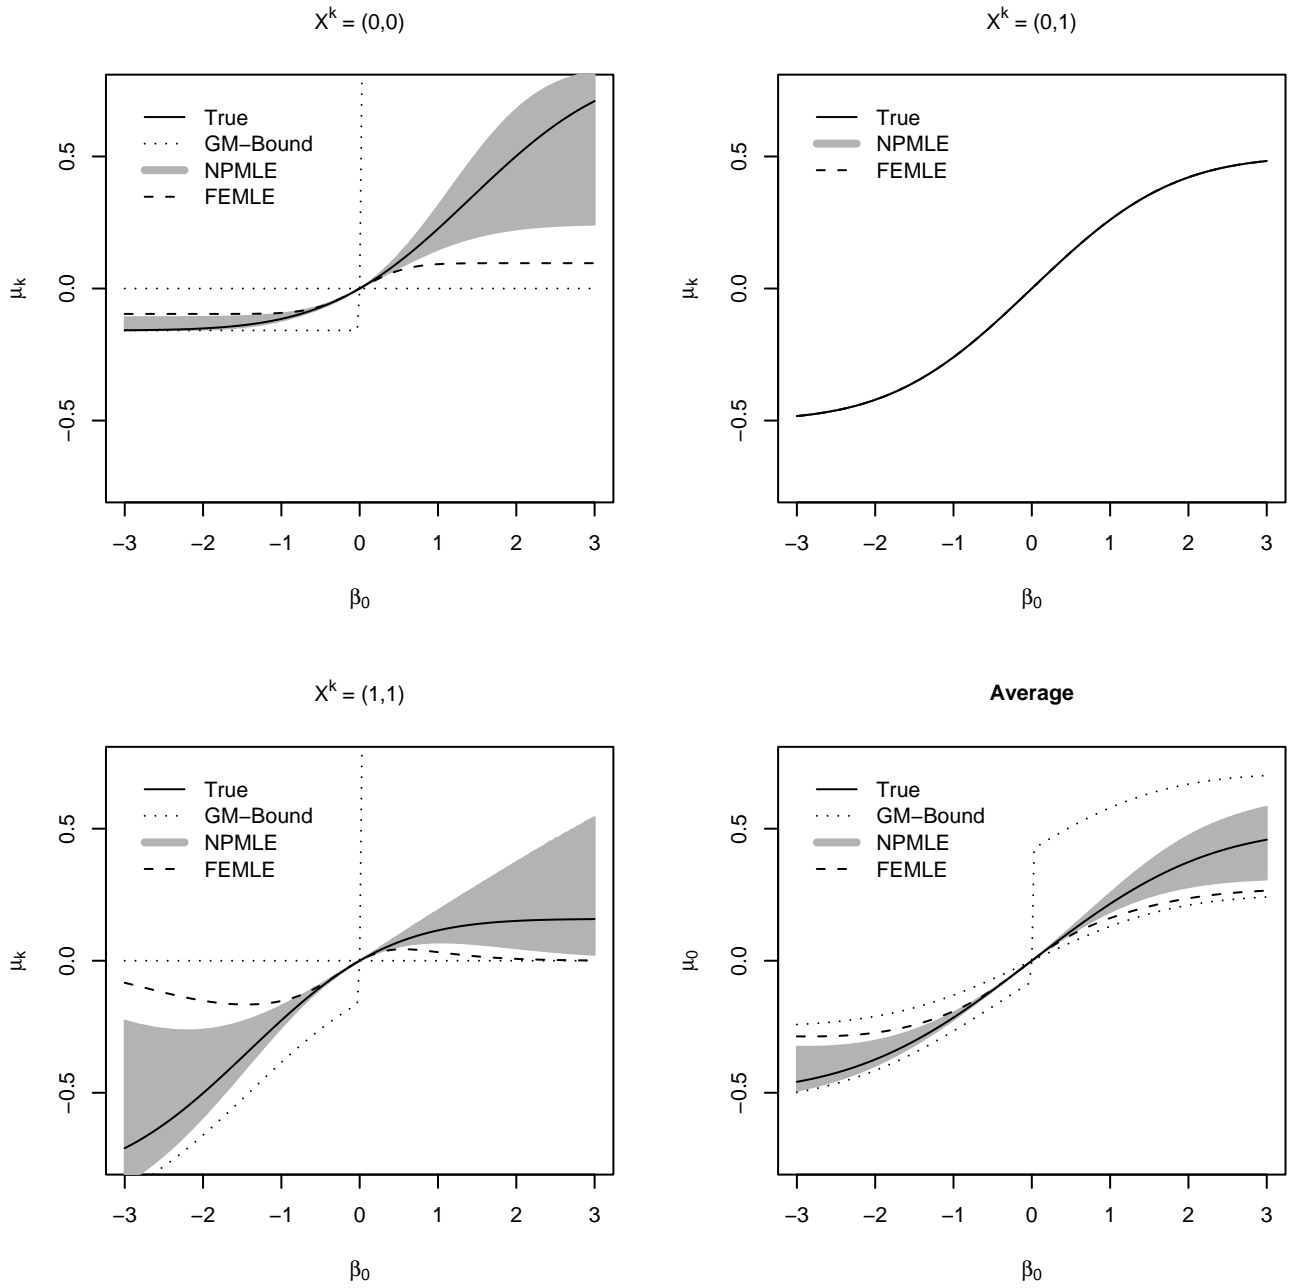 X^k = (0,0)
True
GM−Bound
NPMLE
FEMLE
0.5
0.0
−0.5
μ_k
−3 −2 −1 0 1 2 3
β_0
X^k = (0,1)
True
NPMLE
FEMLE
0.5
0.0
−0.5
μ_k
−3 −2 −1 0 1 2 3
β_0
X^k = (1,1)
True
GM−Bound
NPMLE
FEMLE
0.5
0.0
−0.5
μ_k
−3 −2 −1 0 1 2 3
β_0
Average
True
GM−Bound
NPMLE
FEMLE
0.5
0.0
−0.5
μ_0
−3 −2 −1 0 1 2 3
β_0